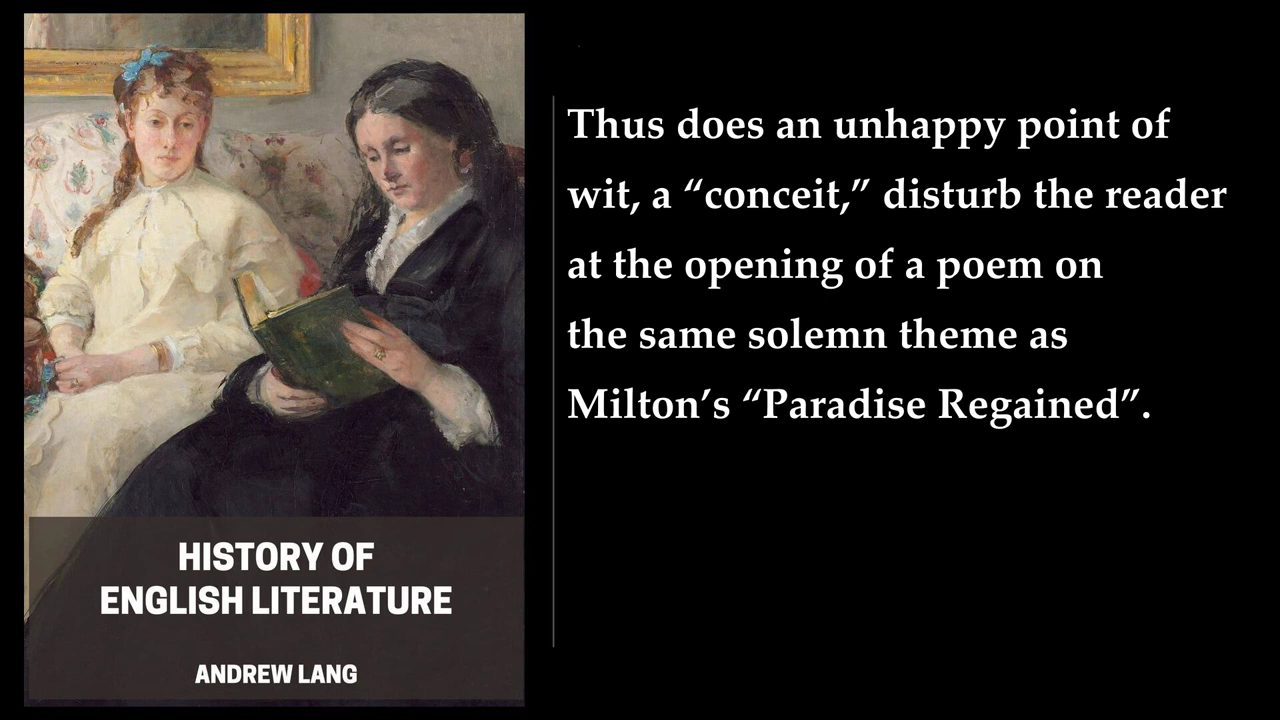 HISTORY OF
ENGLISH LITERATURE
ANDREW LANG
Thus does an unhappy point of
wit, a “conceit,” disturb the reader
at the opening of a poem on
the same solemn theme as
Milton’s “Paradise Regained”.